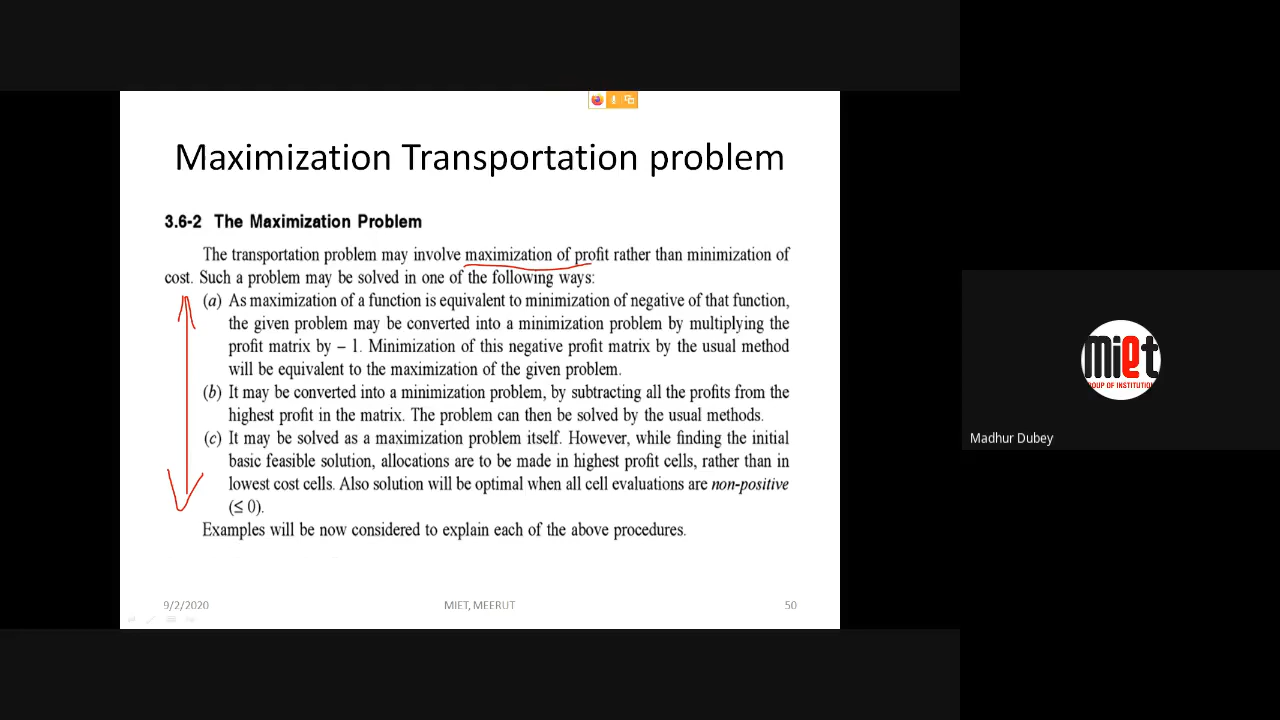 Maximization Transportation problem
3.6-2 The Maximization Problem
The transportation problem may involve maximization of profit rather than minimization of
cost. Such a problem may be solved in one of the following ways:
(a) As maximization of a function is equivalent to minimization of negative of that function,
the given problem may be converted into a minimization problem by multiplying the
profit matrix by – 1. Minimization of this negative profit matrix by the usual method
will be equivalent to the maximization of the given problem.
(b) It may be converted into a minimization problem, by subtracting all the profits from the
highest profit in the matrix. The problem can then be solved by the usual methods.
(c) It may be solved as a maximization problem itself. However, while finding the initial
basic feasible solution, allocations are to be made in highest profit cells, rather than in
lowest cost cells. Also solution will be optimal when all cell evaluations are non-positive
(≤ 0).
Examples will be now considered to explain each of the above procedures.
9/2/2020 MIET, MEERUT 50
miet
GROUP OF INSTITUTION
Madhur Dubey